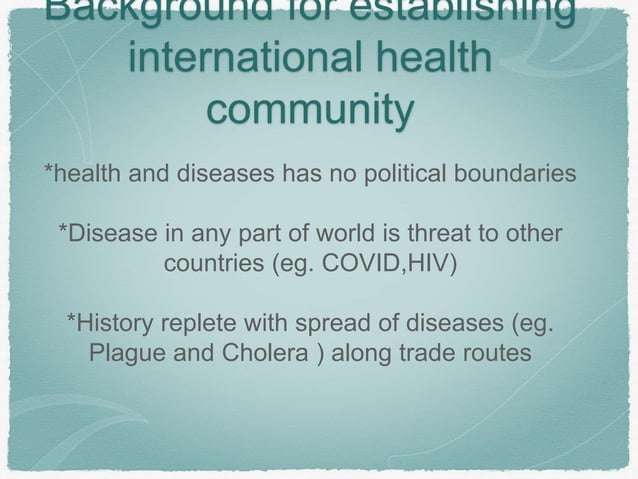 Background for establishing
international health
community
*health and diseases has no political boundaries
*Disease in any part of world is threat to other
countries (eg. COVID,HIV)
*History replete with spread of diseases (eg.
Plague and Cholera ) along trade routes